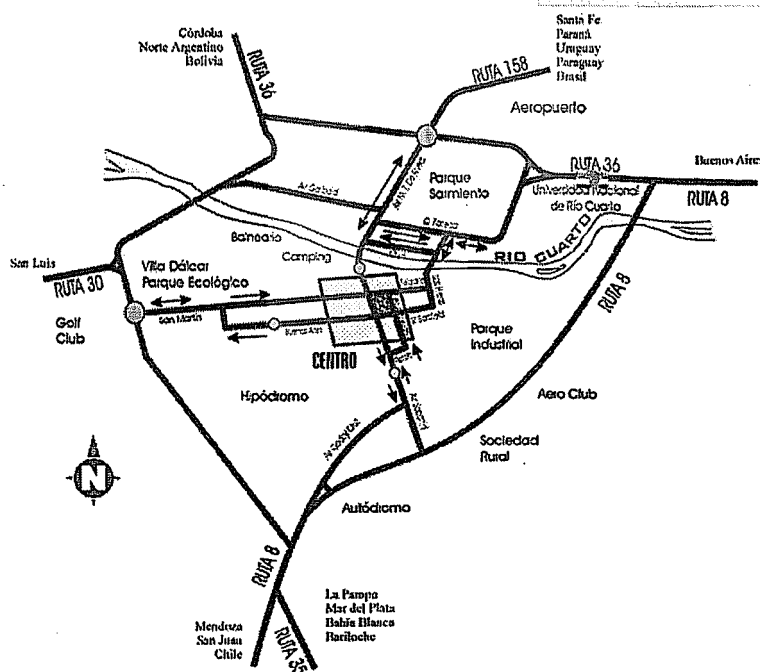 Córdoba
Norte Argentino
Bolivia
RUTA 36
Santa Fe
Paraná
Uruguay
Paraguay
Brasil
RUTA 158
Aeropuerto
Parque
Sarmiento
RUTA 36
Buenos Aires
Universidad Nacional
de Río Cuarto
RUTA 8
Balneario
Camping
RIO CUARTO
San Luis
RUTA 30
Villa Dálcar
Parque Ecológico
Golf
Club
San Martín
CENTRO
Parque
Industrial
RUTA 8
Hipódromo
Aero Club
Sociedad
Rural
N
Autódromo
RUTA 8
La Pampa
Mar del Plata
Bahía Blanca
Bariloche
Mendoza
San Juan
Chile
RUTA 35